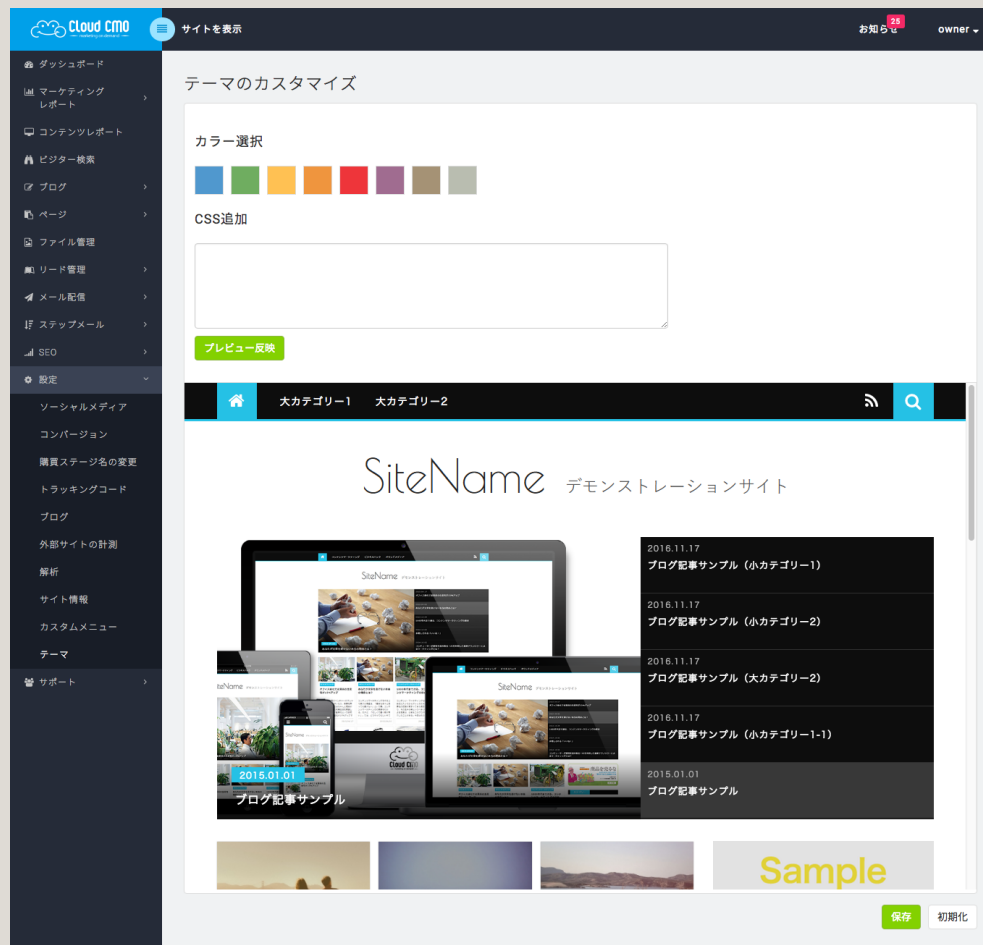 Cloud CMO
サイトを表示
お知らせ
25
owner
ダッシュボード
マーケティング
レポート
コンテンツレポート
ビジター検索
ブログ
ページ
ファイル管理
リード管理
メール配信
ステップメール
SEO
設定
ソーシャルメディア
コンバージョン
購買ステージ名の変更
トラッキングコード
ブログ
外部サイトの計測
解析
サイト情報
カスタムメニュー
テーマ
サポート
テーマのカスタマイズ
カラー選択
CSS追加
プレビュー反映
大カテゴリー1 大カテゴリー2
SiteName デモンストレーションサイト
SiteName
SiteName
SiteName
Cloud CMO
2015.01.01
ブログ記事サンプル
2016.11.17
ブログ記事サンプル（小カテゴリー1）
2016.11.17
ブログ記事サンプル（小カテゴリー2）
2016.11.17
ブログ記事サンプル（大カテゴリー2）
2016.11.17
ブログ記事サンプル（小カテゴリー1-1）
2015.01.01
ブログ記事サンプル
Sample
保存 初期化